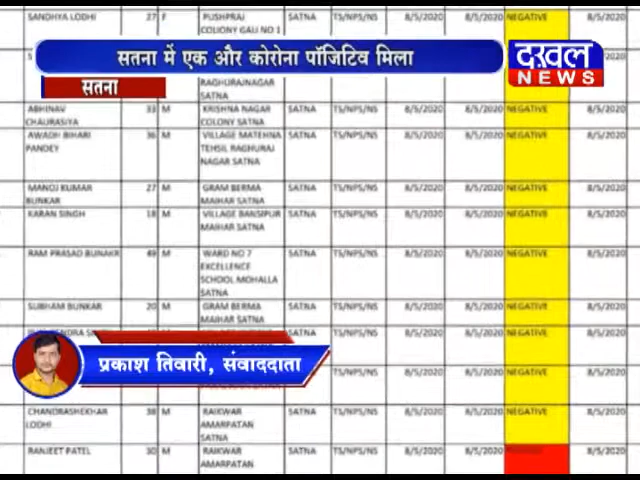 SANDHYA LODHI 27 F PUSHPRAJ COLIONY GALI NO 1 SATNA TS/NPS/NS 8/5/2020 8/5/2020 NEGATIVE 8/5/2020
सतना में एक और कोरोना पॉजिटिव मिला
दख़ल
NEWS
सतना
RAGHURAJNAGAR SATNA
ABHINAV CHAURASIYA 33 M KRISHNA NAGAR COLONY SATNA SATNA TS/NPS/NS 8/5/2020 8/5/2020 NEGATIVE 8/5/2020
AWADH BIHARI PANDEY 36 M VILLAGE MATEHNA TEHSIL RAGHURAJ NAGAR SATNA SATNA TS/NPS/NS 8/5/2020 8/5/2020 NEGATIVE 8/5/2020
MANOJ KUMAR BUNKAR 27 M GRAM BERMA MAIHAR SATNA SATNA TS/NPS/NS 8/5/2020 8/5/2020 NEGATIVE 8/5/2020
KARAN SINGH 18 M VILLAGE BANSIPUR MAIHAR SATNA SATNA TS/NPS/NS 8/5/2020 8/5/2020 NEGATIVE 8/5/2020
RAM PRASAD BUNAKR 49 M WARD NO 7 EXCELLENCE SCHOOL MOHALLA SATNA SATNA TS/NPS/NS 8/5/2020 8/5/2020 NEGATIVE 8/5/2020
SUBHAM BUNKAR 20 M GRAM BERMA MAIHAR SATNA SATNA TS/NPS/NS 8/5/2020 8/5/2020 NEGATIVE 8/5/2020
SATNA TS/NPS/NS 8/5/2020 8/5/2020 NEGATIVE 8/5/2020
प्रकाश तिवारी, संवाददाता
TS/NPS/NS 8/5/2020 8/5/2020 NEGATIVE 8/5/2020
CHANDRASHEKHAR LODHI 38 M RAIKWAR AMARPATAN SATNA SATNA TS/NPS/NS 8/5/2020 8/5/2020 NEGATIVE 8/5/2020
RANJEET PATEL 30 M RAIKWAR AMARPATAN SATNA TS/NPS/NS 8/5/2020 8/5/2020 8/5/2020